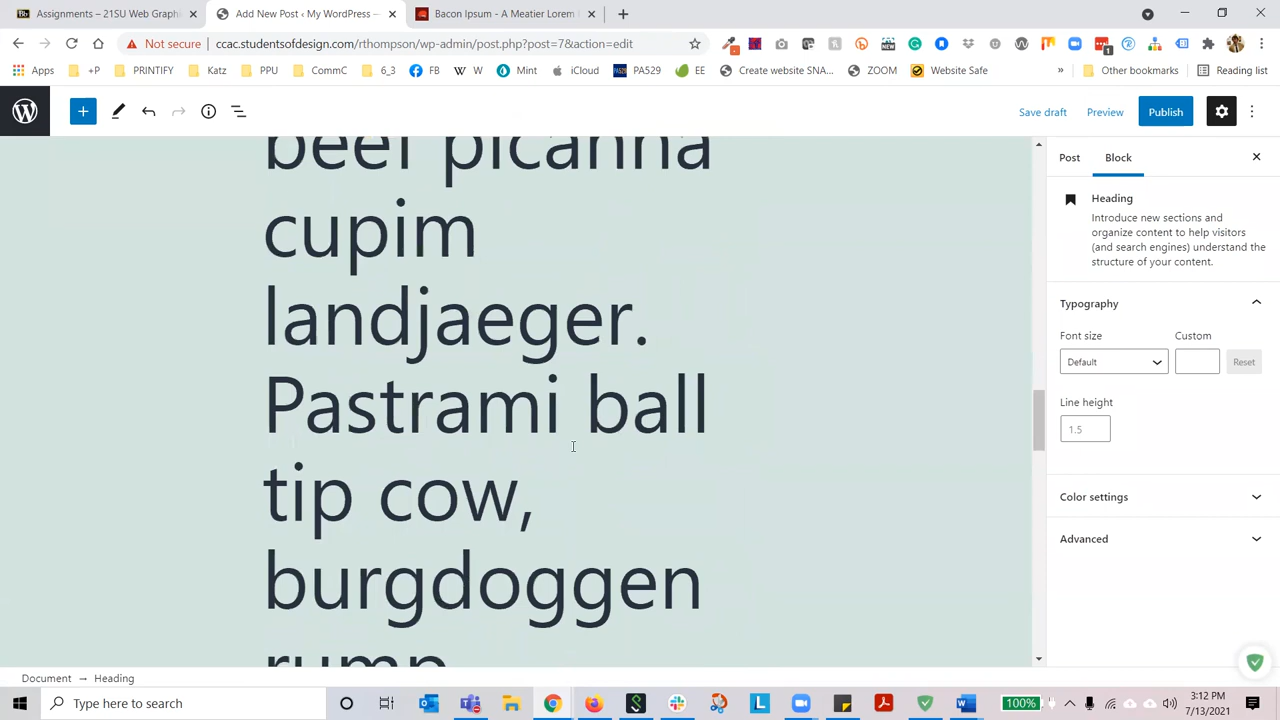 Assignments – 21SU Web Graphi
Add New Post ‹ My WordPress —
Bacon Ipsum - A Meatier Lorem I
Not secure
ccac.studentsofdesign.com/rthompson/wp-admin/post.php?post=7&action=edit
Apps
+P
PRINTIFY
Katz
PPU
CommC
6_3
FB
W
Mint
iCloud
PA529
EE
Create website SNA...
ZOOM
Website Safe
»
Other bookmarks
Reading list
Save draft
Preview
Publish
beef picanha
cupim
landjaeger.
Pastrami ball
tip cow,
burgdoggen
rump
Post
Block
Heading
Introduce new sections and
organize content to help visitors
(and search engines) understand the
structure of your content.
Typography
Font size
Custom
Default
Reset
Line height
1.5
Color settings
Advanced
Document → Heading
Type here to search
100%
3:12 PM
7/13/2021